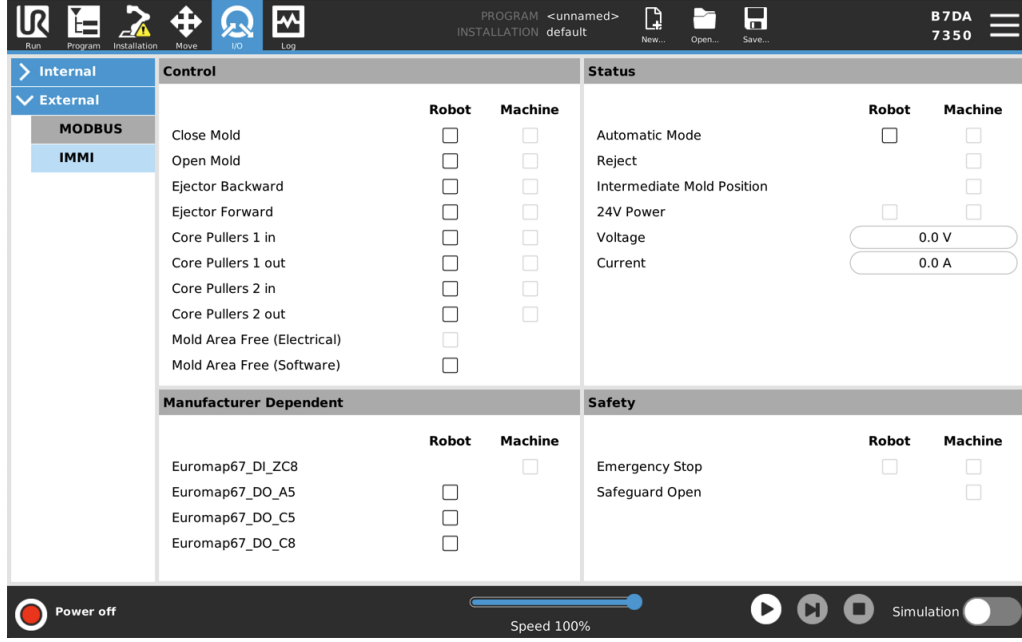 UR
PROGRAM <unnamed>
INSTALLATION default
B7DA
7350
Run Program Installation Move I/O Log New... Open... Save...
Internal
External
MODBUS
IMMI
Control
Robot Machine
Close Mold
Open Mold
Ejector Backward
Ejector Forward
Core Pullers 1 in
Core Pullers 1 out
Core Pullers 2 in
Core Pullers 2 out
Mold Area Free (Electrical)
Mold Area Free (Software)
Status
Robot Machine
Automatic Mode
Reject
Intermediate Mold Position
24V Power
Voltage 0.0 V
Current 0.0 A
Manufacturer Dependent
Robot Machine
Euromap67_DI_ZC8
Euromap67_DO_A5
Euromap67_DO_C5
Euromap67_DO_C8
Safety
Robot Machine
Emergency Stop
Safeguard Open
Power off
Speed 100%
Simulation